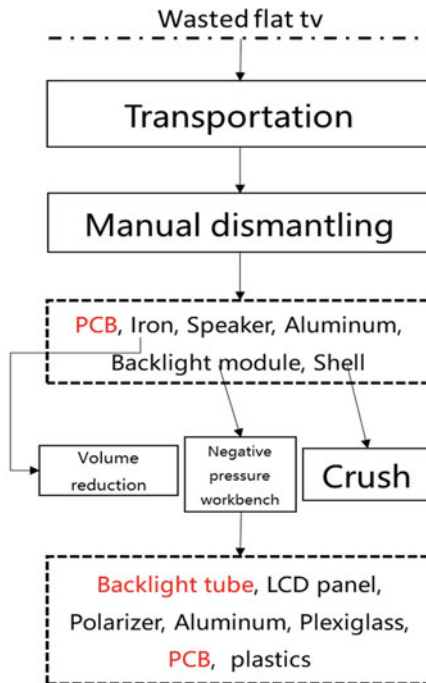 Wasted flat tv
Transportation
Manual dismantling
PCB, Iron, Speaker, Aluminum,
Backlight module, Shell
Volume
reduction
Negative
pressure
workbench
Crush
Backlight tube, LCD panel,
Polarizer, Aluminum, Plexiglass,
PCB, plastics